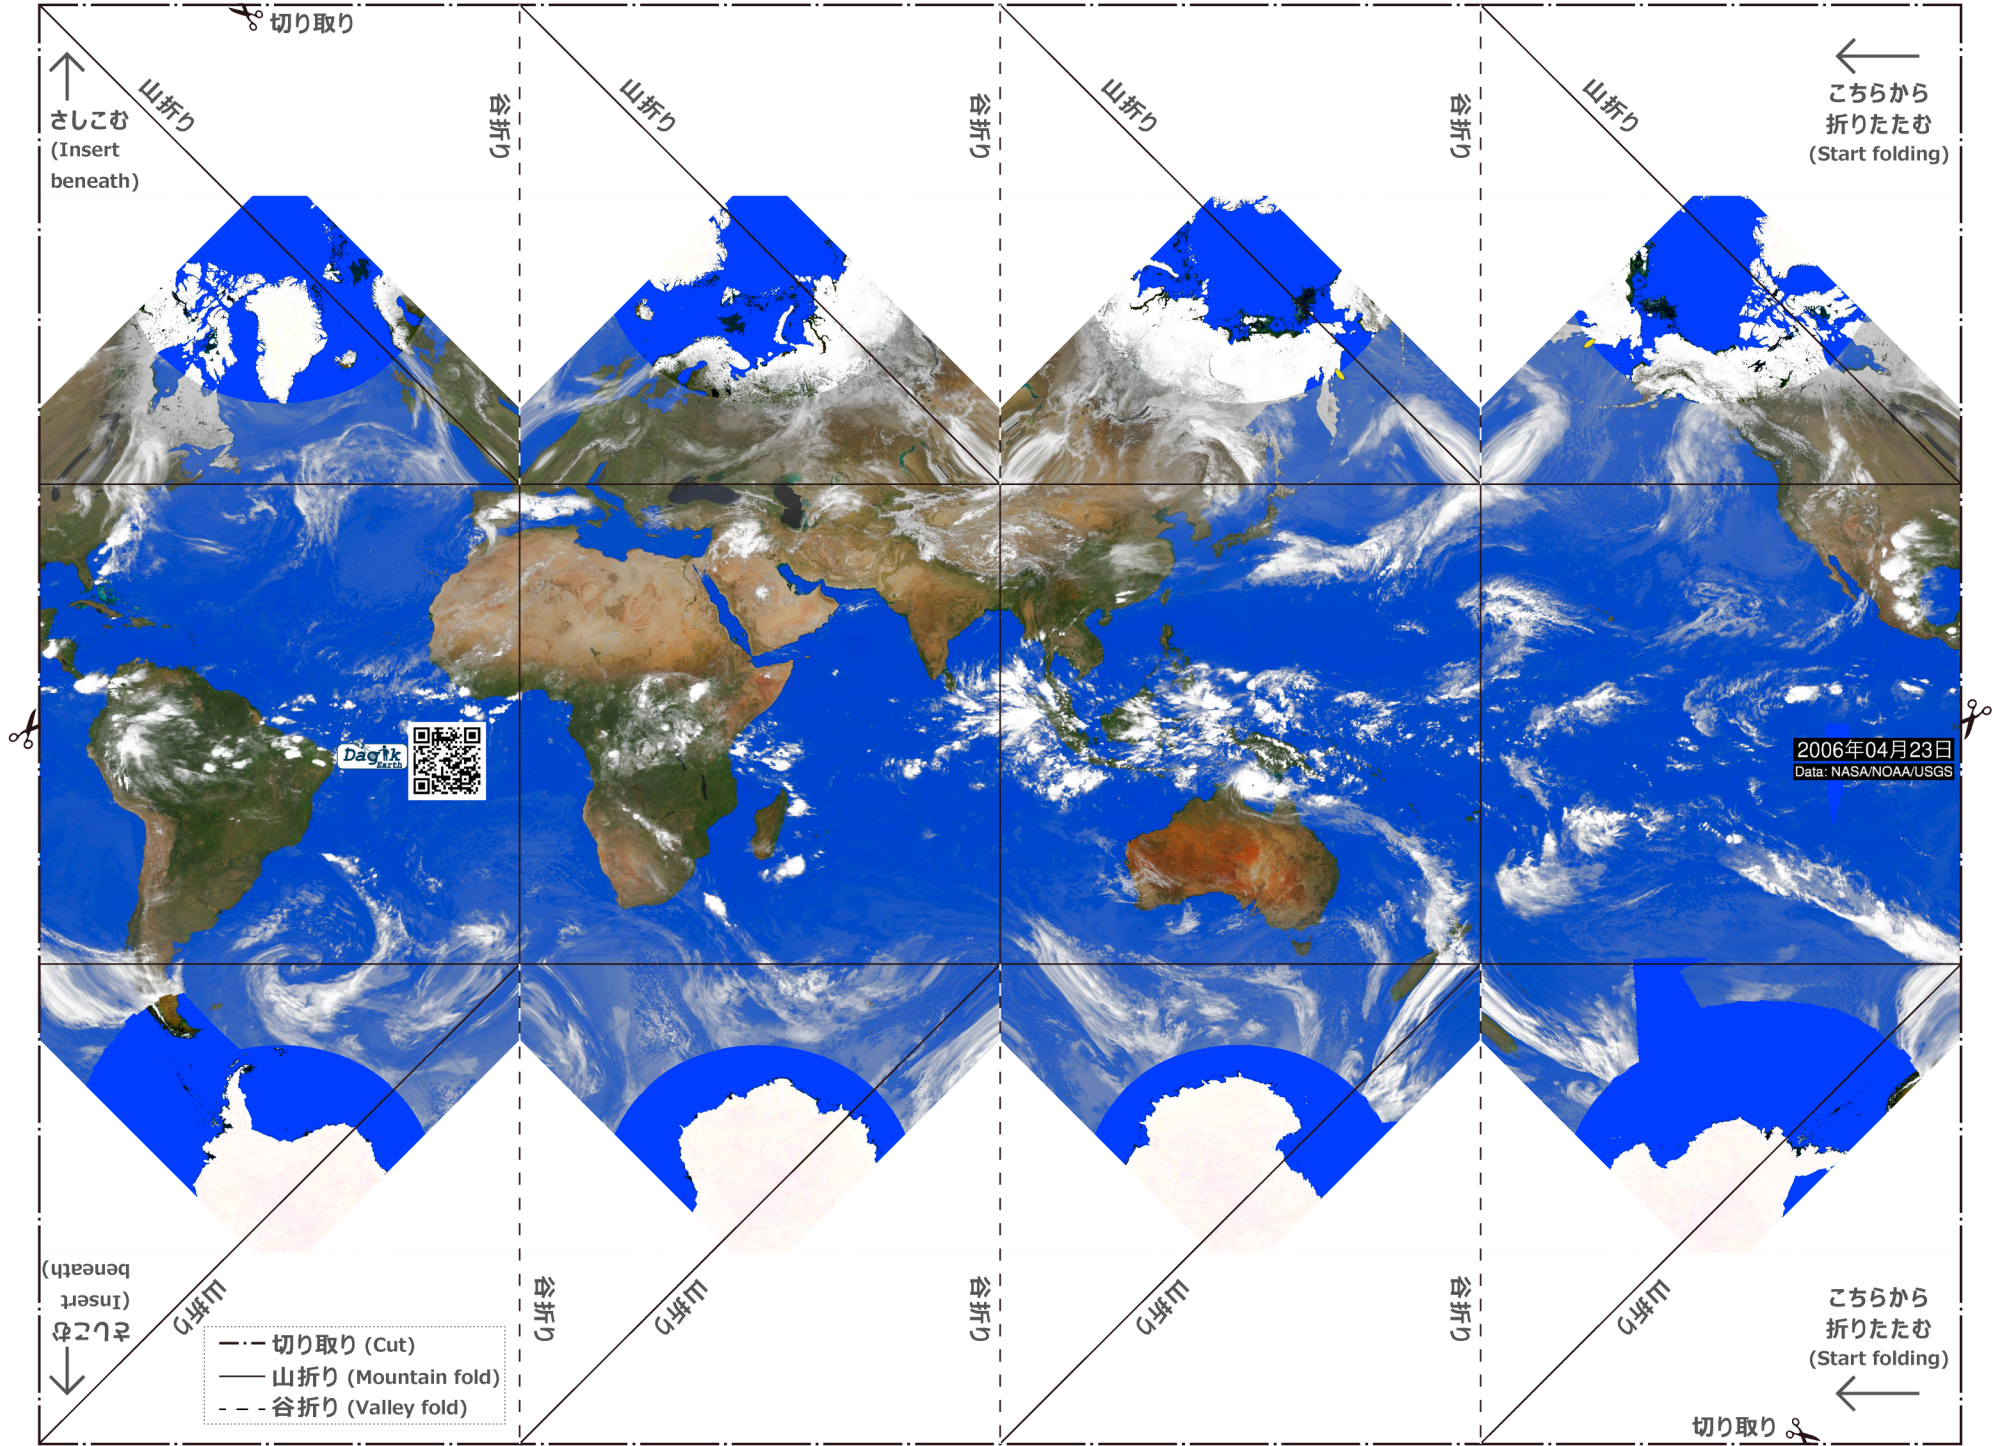 切り取り
さしこむ
(Insert
beneath)
山折り
谷折り
山折り
谷折り
山折り
谷折り
山折り
こちらから
折りたたむ
(Start folding)
Dagik
Earth
2006年04月23日
Data: NASA/NOAA/USGS
さしこむ
(Insert
beneath)
山折り
谷折り
山折り
谷折り
山折り
谷折り
山折り
こちらから
折りたたむ
(Start folding)
切り取り (Cut)
山折り (Mountain fold)
谷折り (Valley fold)
切り取り